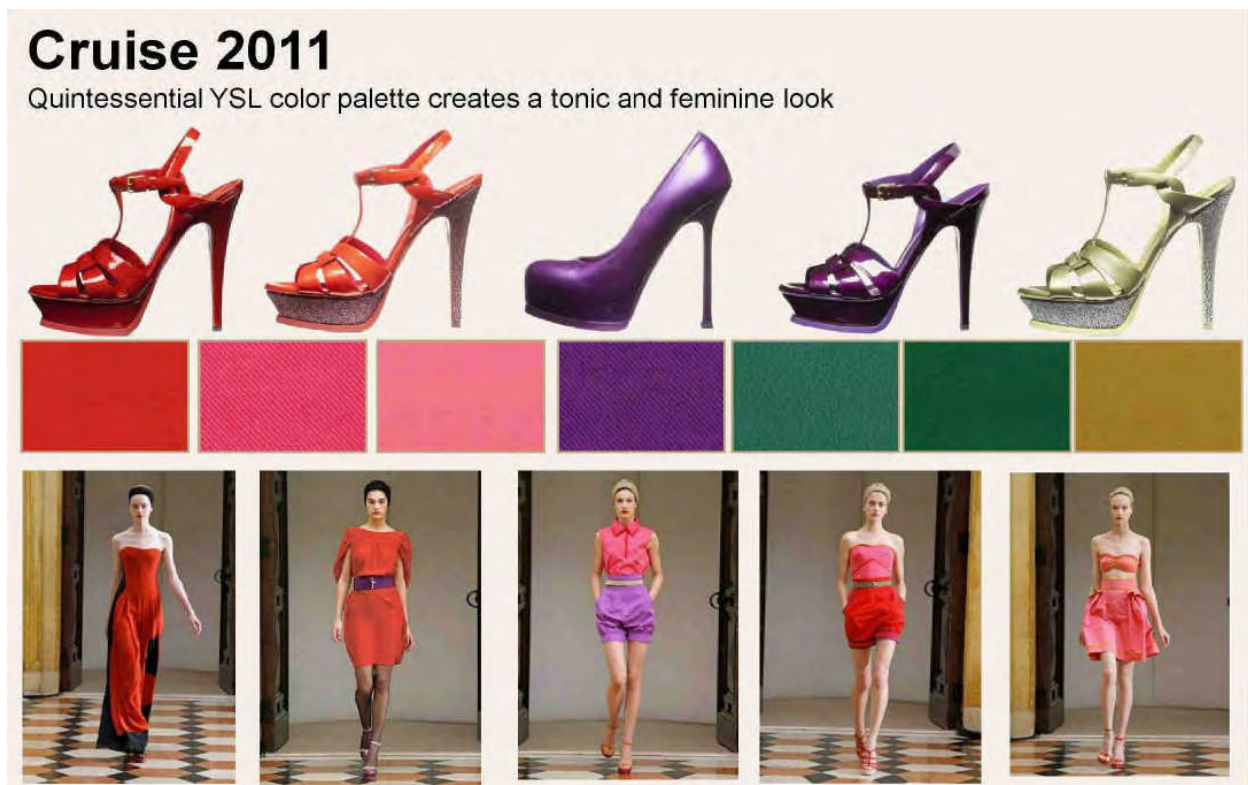 Cruise 2011
Quintessential YSL color palette creates a tonic and feminine look